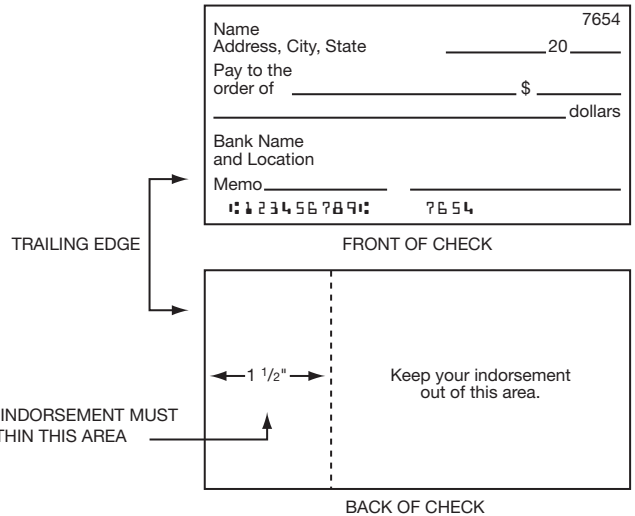 7654
Name
Address, City, State 20
Pay to the
order of $
dollars
Bank Name
and Location
Memo
⑆123456789⑆ 7654
TRAILING EDGE
FRONT OF CHECK
1 1/2"
Keep your indorsement
out of this area.
INDORSEMENT MUST
THIN THIS AREA
BACK OF CHECK